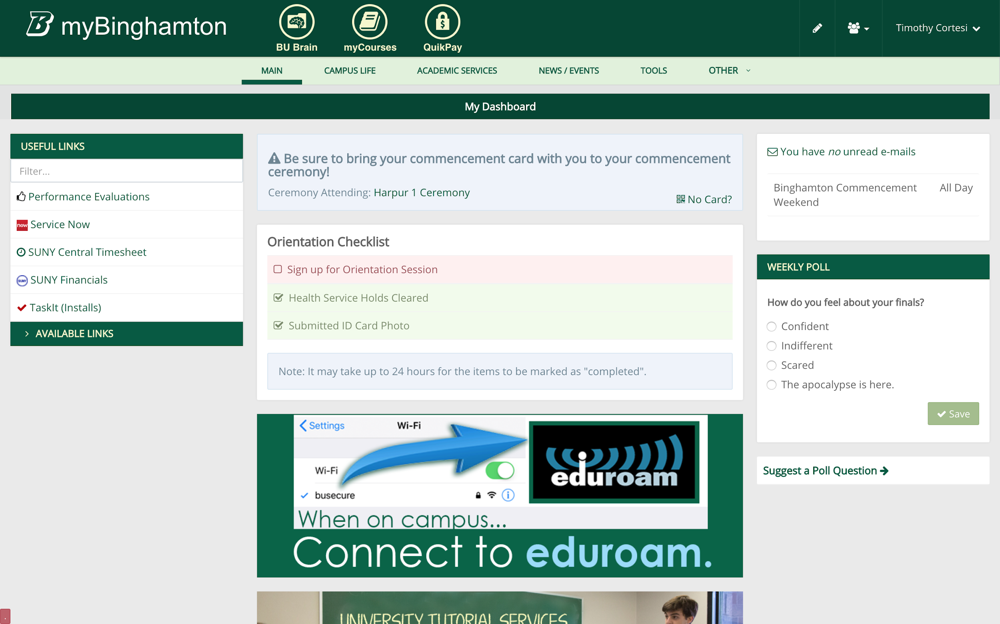 B myBinghamton
BU Brain
myCourses
QuikPay
Timothy Cortesi
MAIN
CAMPUS LIFE
ACADEMIC SERVICES
NEWS / EVENTS
TOOLS
OTHER
My Dashboard
USEFUL LINKS
Filter...
Performance Evaluations
now Service Now
SUNY Central Timesheet
SUNY SUNY Financials
TaskIt (Installs)
AVAILABLE LINKS
Be sure to bring your commencement card with you to your commencement
ceremony!
Ceremony Attending: Harpur 1 Ceremony
No Card?
Orientation Checklist
Sign up for Orientation Session
Health Service Holds Cleared
Submitted ID Card Photo
Note: It may take up to 24 hours for the items to be marked as "completed".
Settings
Wi-Fi
Wi-Fi
busecure
eduroam
When on campus...
Connect to eduroam.
UNIVERSITY TUTORIAL SERVICES
You have no unread e-mails
Binghamton Commencement
Weekend
All Day
WEEKLY POLL
How do you feel about your finals?
Confident
Indifferent
Scared
The apocalypse is here.
Save
Suggest a Poll Question